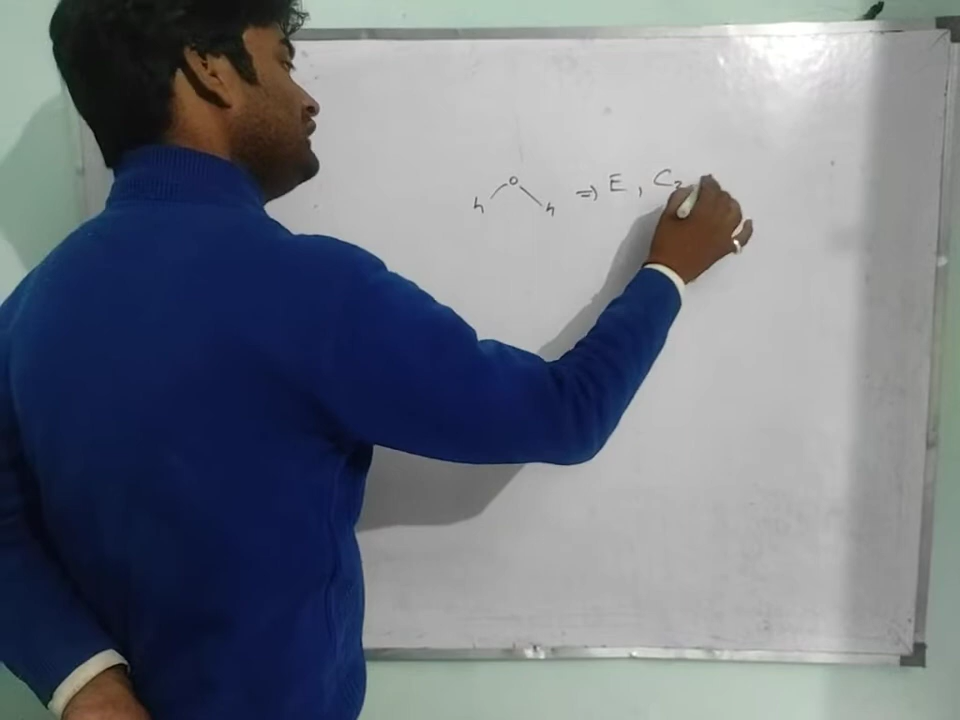 h o h ⇒ E, C₂